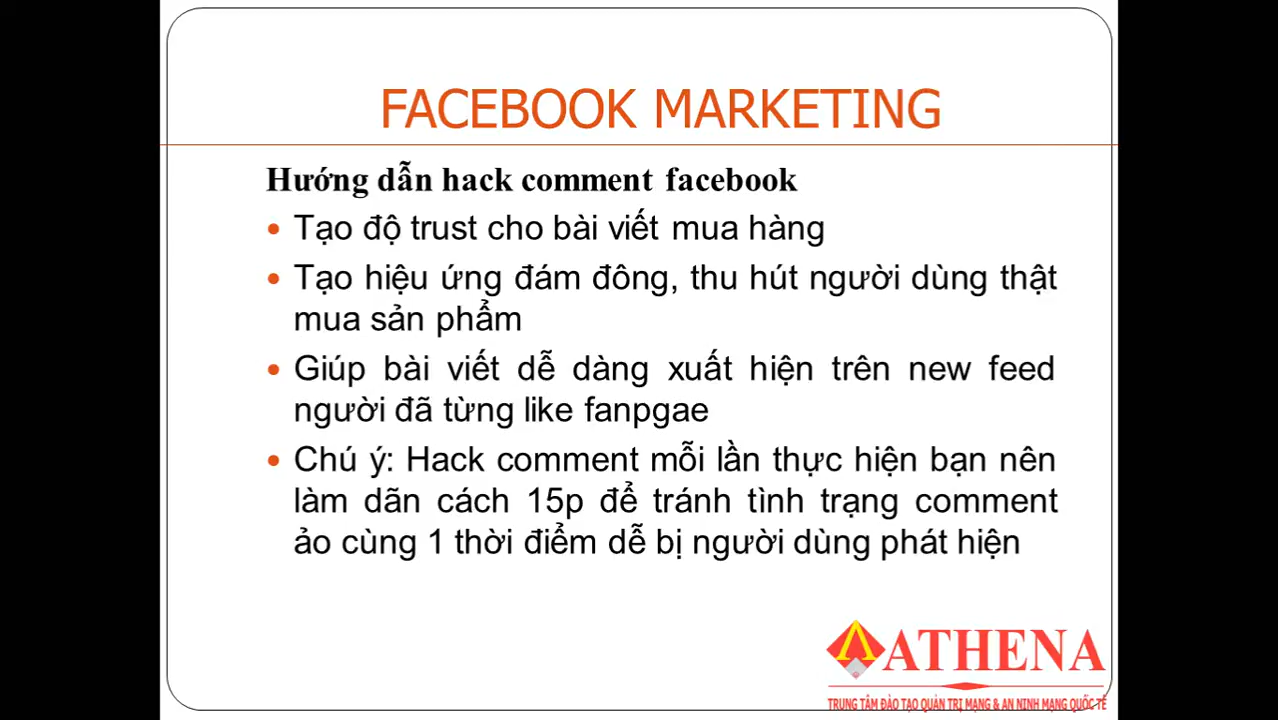 FACEBOOK MARKETING
Hướng dẫn hack comment facebook
• Tạo độ trust cho bài viết mua hàng
• Tạo hiệu ứng đám đông, thu hút người dùng thật
mua sản phẩm
• Giúp bài viết dễ dàng xuất hiện trên new feed
người đã từng like fanpgae
• Chú ý: Hack comment mỗi lần thực hiện bạn nên
làm dãn cách 15p để tránh tình trạng comment
ảo cùng 1 thời điểm dễ bị người dùng phát hiện
ATHENA
TRUNG TÂM ĐÀO TẠO QUẢN TRỊ MẠNG & AN NINH MẠNG QUỐC TẾ